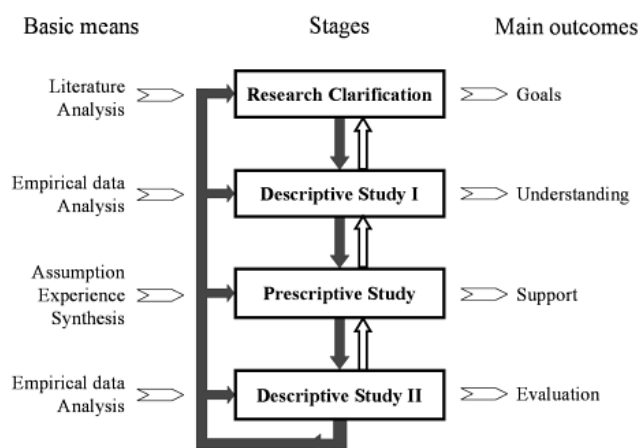 Basic means
Stages
Main outcomes
Literature
Analysis
Research Clarification
Goals
Empirical data
Analysis
Descriptive Study I
Understanding
Assumption
Experience
Synthesis
Prescriptive Study
Support
Empirical data
Analysis
Descriptive Study II
Evaluation